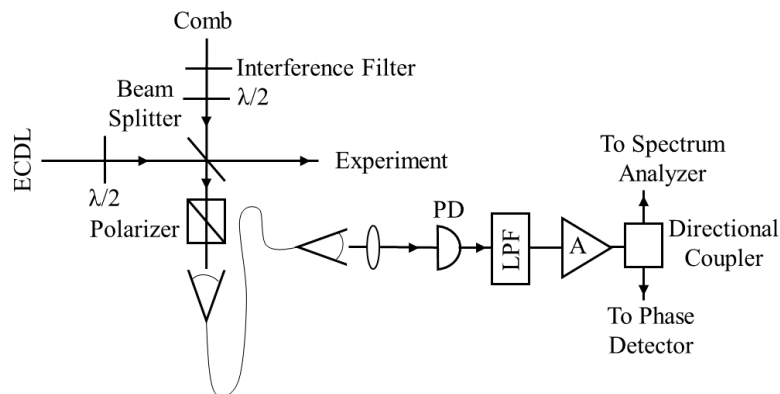 Comb
Interference Filter
λ/2
Beam
Splitter
ECDL
λ/2
Experiment
Polarizer
PD
LPF
A
To Spectrum
Analyzer
Directional
Coupler
To Phase
Detector